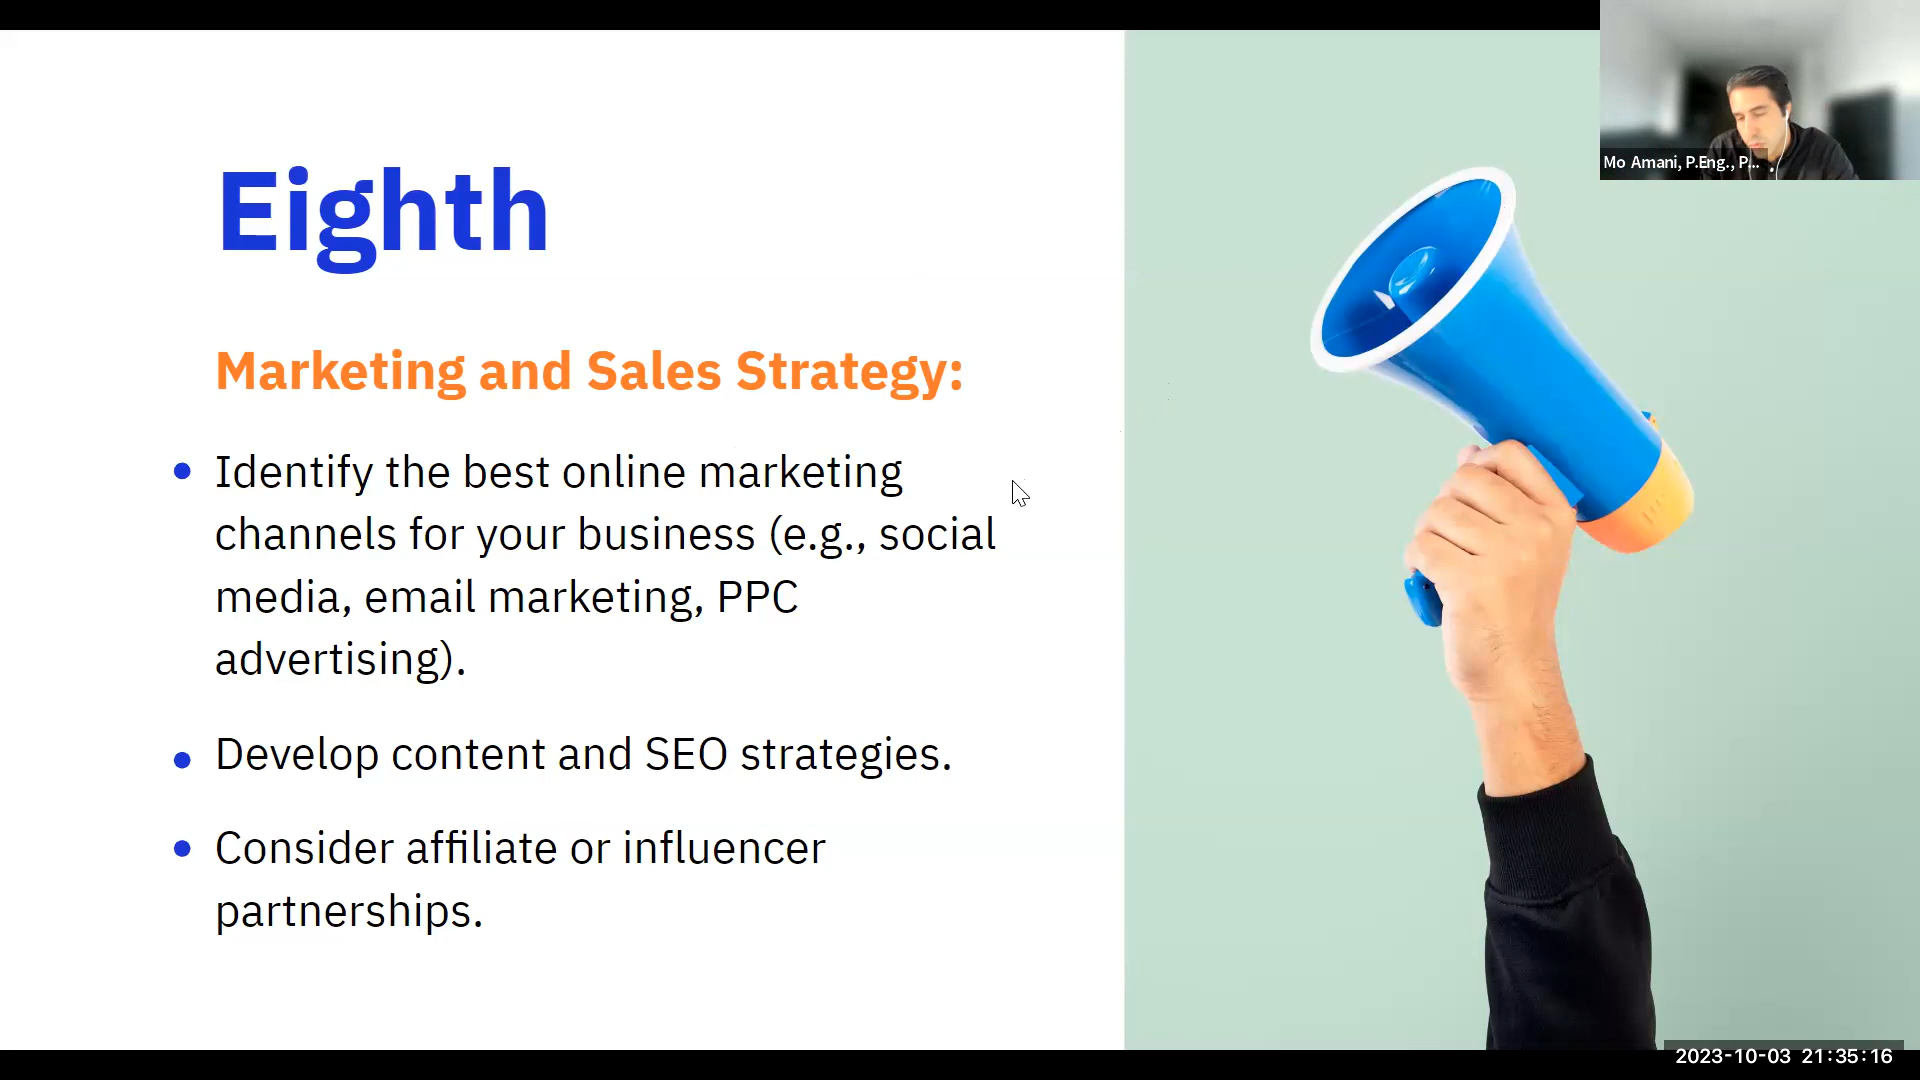 Eighth
Marketing and Sales Strategy:
Identify the best online marketing
channels for your business (e.g., social
media, email marketing, PPC
advertising).
Develop content and SEO strategies.
Consider affiliate or influencer
partnerships.
Mo Amani, P.Eng., P...
2023-10-03 21:35:16